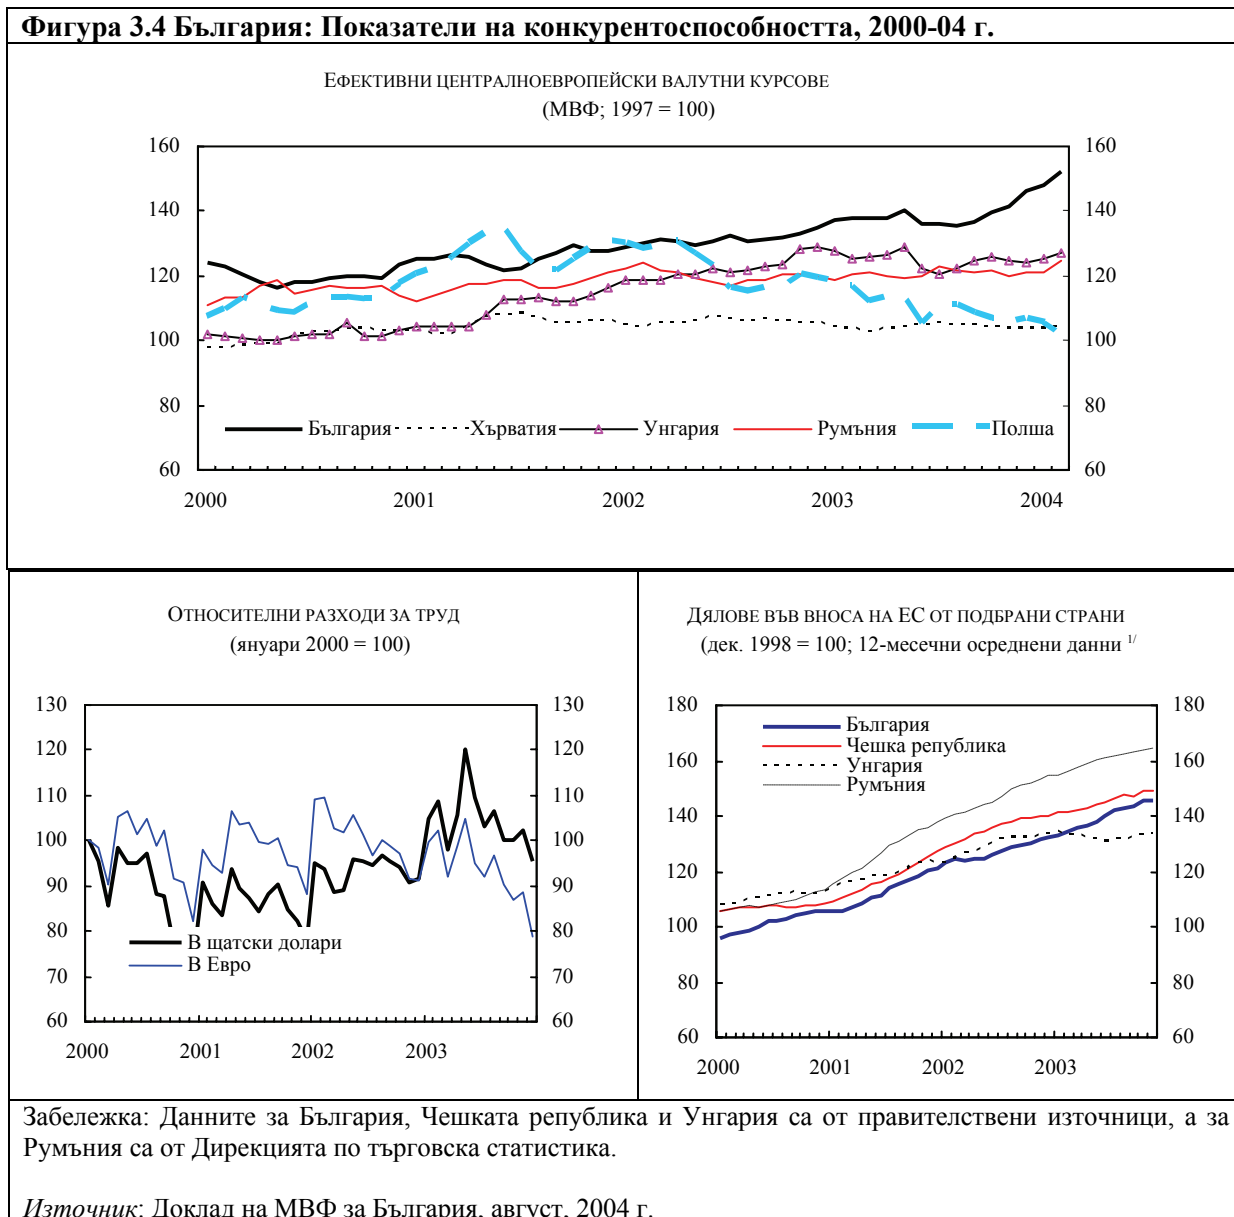 Фигура 3.4 България: Показатели на конкурентоспособността, 2000-04 г.
ЕФЕКТИВНИ ЦЕНТРАЛНОЕВРОПЕЙСКИ ВАЛУТНИ КУРСОВЕ
(МВФ; 1997 = 100)
160 160
140 140
120 120
100 100
80 80
България Хърватия Унгария Румъния Полша
60 60
2000 2001 2002 2003 2004
ОТНОСИТЕЛНИ РАЗХОДИ ЗА ТРУД
(януари 2000 = 100)
130 130
120 120
110 110
100 100
90 90
80 80
В щатски долари
В Евро
70 70
60 60
2000 2001 2002 2003
ДЯЛОВЕ ВЪВ ВНОСА НА ЕС ОТ ПОДБРАНИ СТРАНИ
(дек. 1998 = 100; 12-месечни осреднени данни 1/
180 180
България
Чешка република
160 160
Унгария
Румъния
140 140
120 120
100 100
80 80
60 60
2000 2001 2002 2003
Забележка: Данните за България, Чешката република и Унгария са от правителствени източници, а за
Румъния са от Дирекцията по търговска статистика.
Източник: Доклад на МВФ за България, август, 2004 г.